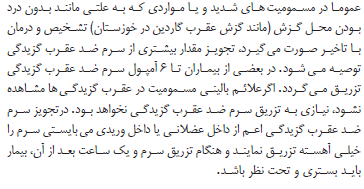 عموما در مسمومیت های شدید و یا مواردی که به علتی مانند بدون درد
بودن محل گزش (مانند گزش عقرب گاردین در خوزستان) تشخیص و درمان
با تاخیر صورت می گیرد، تجویز مقدار بیشتری از سرم ضد عقرب گزیدگی
توصیه می شود. در بعضی از بیماران تا ۶ آمپول سرم ضد عقرب گزیدگی
تزریق می گردد. اگرعلائم بالینی مسمومیت در عقرب گزیدگی ها مشاهده
نشود، نیازی به تزریق سرم ضد عقرب گزیدگی نخواهد بود. درتجویز سرم
ضد عقرب گزیدگی اعم از داخل عضلانی یا داخل وریدی می بایستی سرم را
خیلی آهسته تزریق نمایند و هنگام تزریق سرم و یک ساعت بعد از آن، بیمار
باید بستری و تحت نظر باشد.